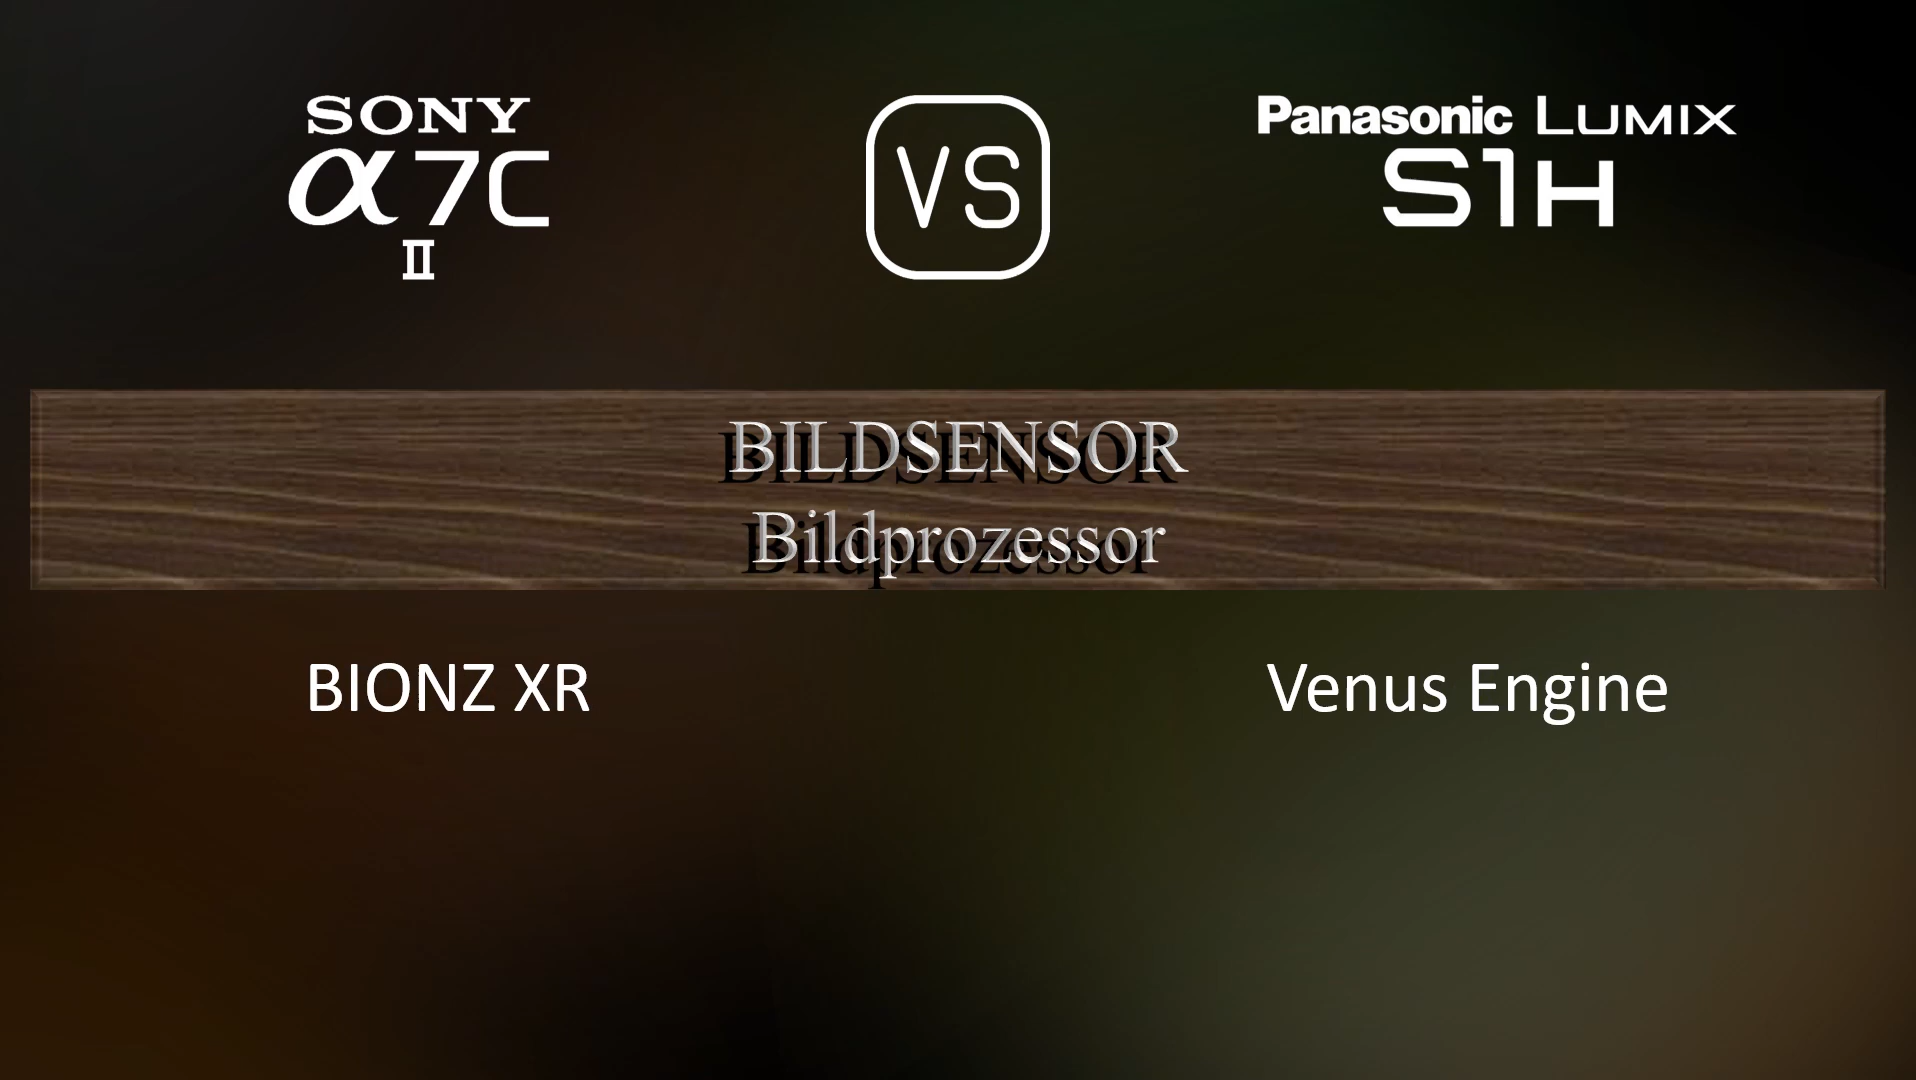 SONY
α7C
II
VS
Panasonic LUMIX
S1H
BILDSENSOR
Bildprozessor
BIONZ XR
Venus Engine